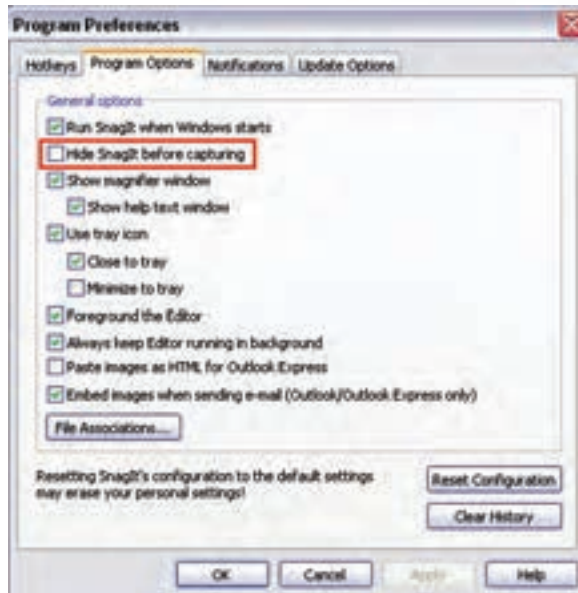 Program Preferences
Hotkeys Program Options Notifications Update Options
General options
Run SnagIt when Windows starts
Hide SnagIt before capturing
Show magnifier window
Show help text window
Use tray icon
Close to tray
Minimize to tray
Foreground the Editor
Always keep Editor running in background
Paste images as HTML for Outlook Express
Embed images when sending e-mail (Outlook/Outlook Express only)
File Associations...
Resetting SnagIt's configuration to the default settings
may erase your personal settings!
Reset Configuration
Clear History
OK Cancel Apply Help